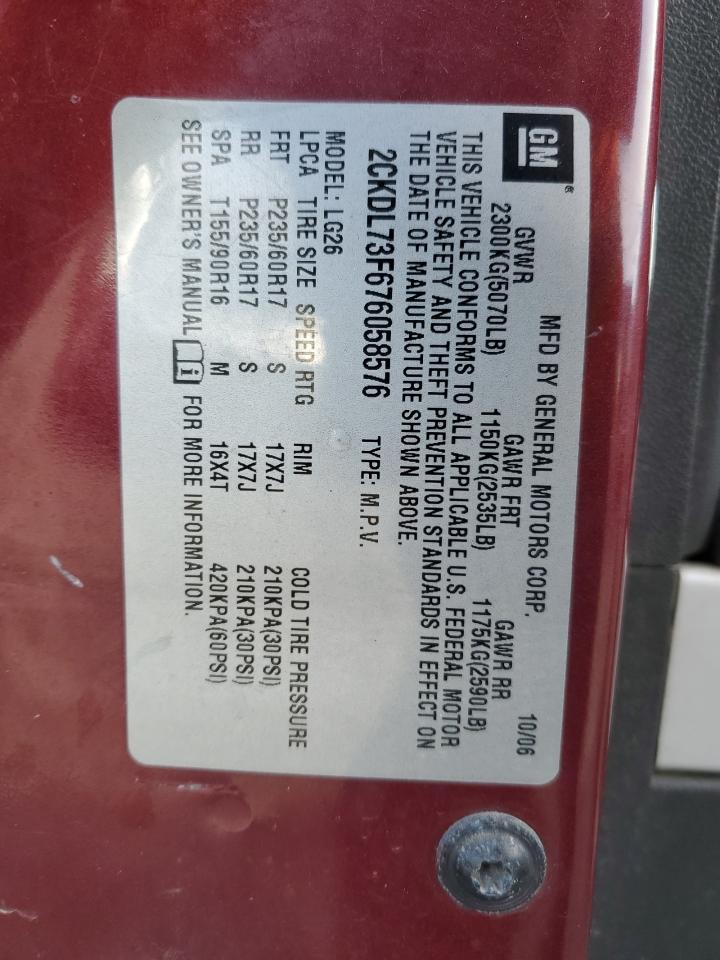 GM®
MFD BY GENERAL MOTORS CORP. 10/06
GVWR GAWR FRT GAWR RR
2300KG(5070LB) 1150KG(2535LB) 1175KG(2590LB)
THIS VEHICLE CONFORMS TO ALL APPLICABLE U.S. FEDERAL MOTOR
VEHICLE SAFETY AND THEFT PREVENTION STANDARDS IN EFFECT ON
THE DATE OF MANUFACTURE SHOWN ABOVE.
2CKDL73F676058576 TYPE: M.P.V.
MODEL: LG26
LPCA TIRE SIZE SPEED RTG RIM COLD TIRE PRESSURE
FRT P235/60R17 S 17X7J 210KPA(30PSI)
RR P235/60R17 S 17X7J 210KPA(30PSI)
SPA T155/90R16 M 16X4T 420KPA(60PSI)
SEE OWNER'S MANUAL i FOR MORE INFORMATION.